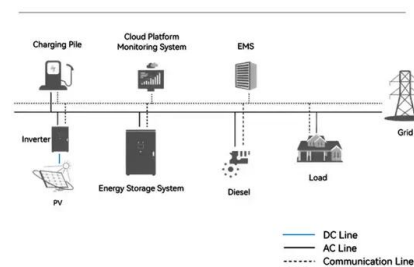 Charging Pile
Cloud Platform
Monitoring System
EMS
Inverter
Grid
Energy Storage System
Diesel
Load
PV
DC Line
AC Line
Communication Line